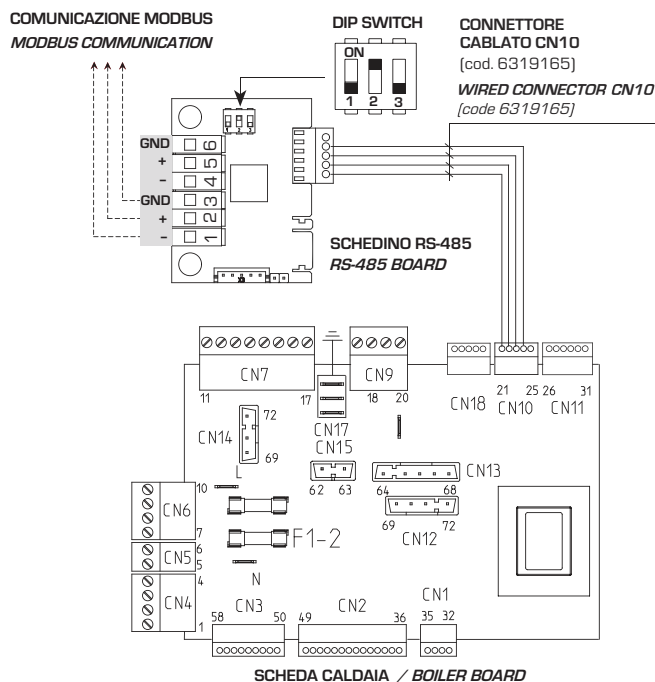 COMUNICAZIONE MODBUS
MODBUS COMMUNICATION
DIP SWITCH
ON
1 2 3
CONNETTORE
CABLATO CN10
(cod. 6319165)
WIRED CONNECTOR CN10
(code 6319165)
1 2 3
GND 6
+ 5
- 4
GND 3
+ 2
- 1
X3
SCHEDINO RS-485
RS-485 BOARD
CN7
11 17
CN9
18 20
CN17
CN18
CN10
21 25
CN11
26 31
CN14
72
69
CN15
62 63
CN13
64 68
CN12
69 72
L
F1-2
N
10
CN6
7
6
CN5
5
4
CN4
1
58 CN3 50
49 CN2 36
CN1
35 32
SCHEDA CALDAIA / BOILER BOARD